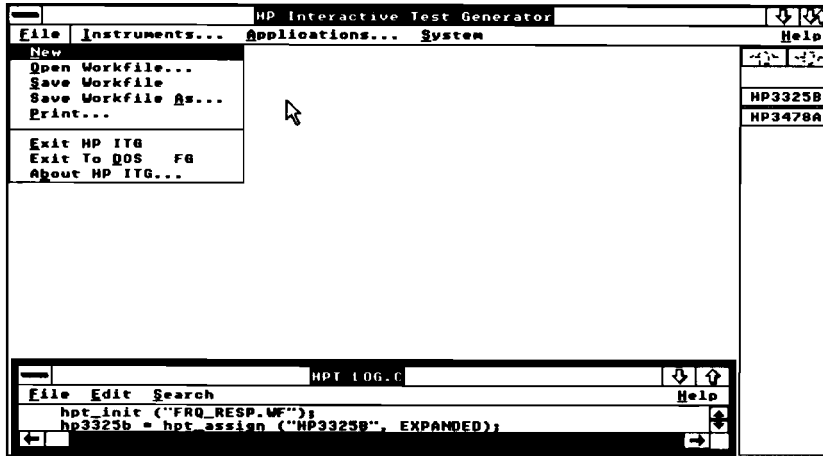 HP Interactive Test Generator
File Instruments... Applications... System Help
New
Open Workfile...
Save Workfile
Save Workfile As...
Print...
Exit HP ITG
Exit To DOS FG
About HP ITG...
HP3325B
HP3478A
HPT LOG.C
File Edit Search Help
hpt_init ("FRQ_RESP.WF");
hp3325b = hpt_assign ("HP3325B", EXPANDED);